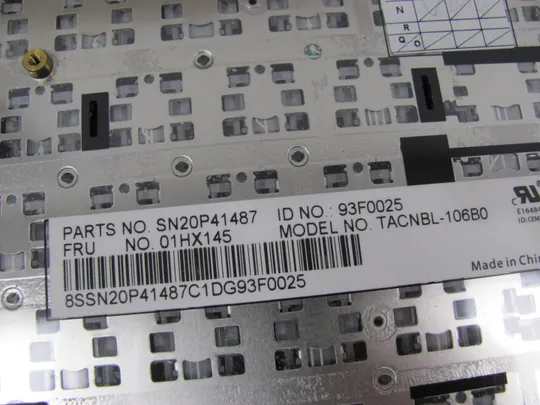 N
R
Q
O
PARTS NO. SN20P41487 ID NO.: 93F0025
FRU NO. 01HX145 MODEL NO. TACNBL-106B0
8SSN20P41487C1DG93F0025
Made in Chin